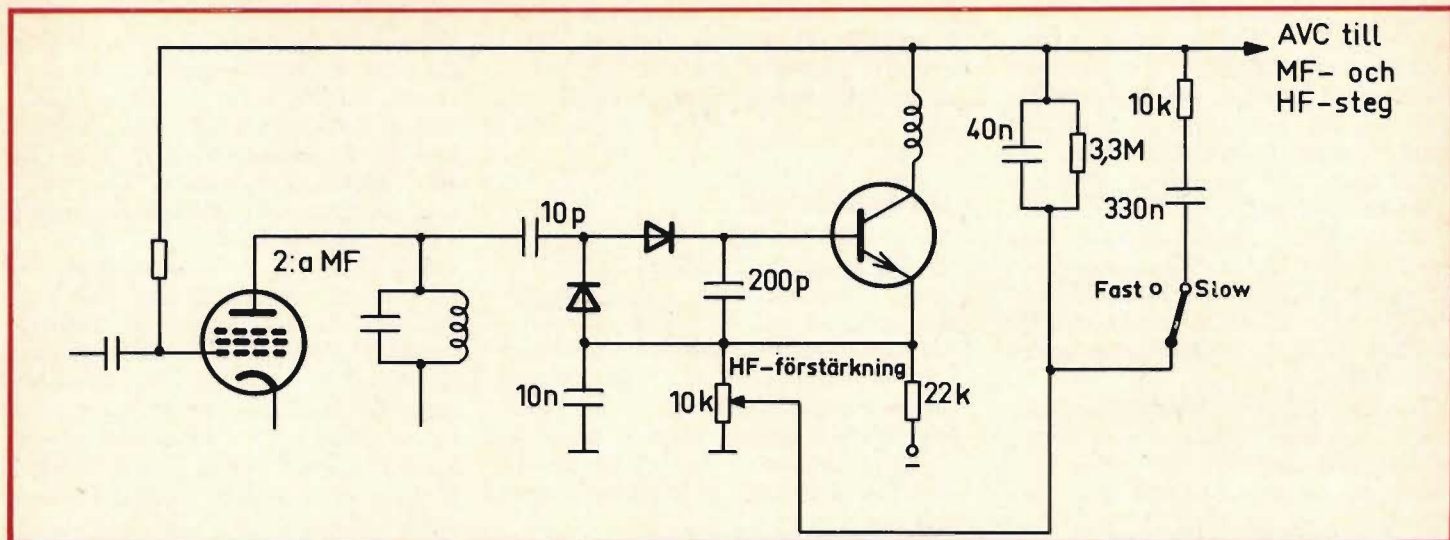 AVC till
MF- och
HF-steg
10k
40n
3,3M
330n
10p
2:a MF
200p
Fast
Slow
HF-förstärkning
10n
10k
22k